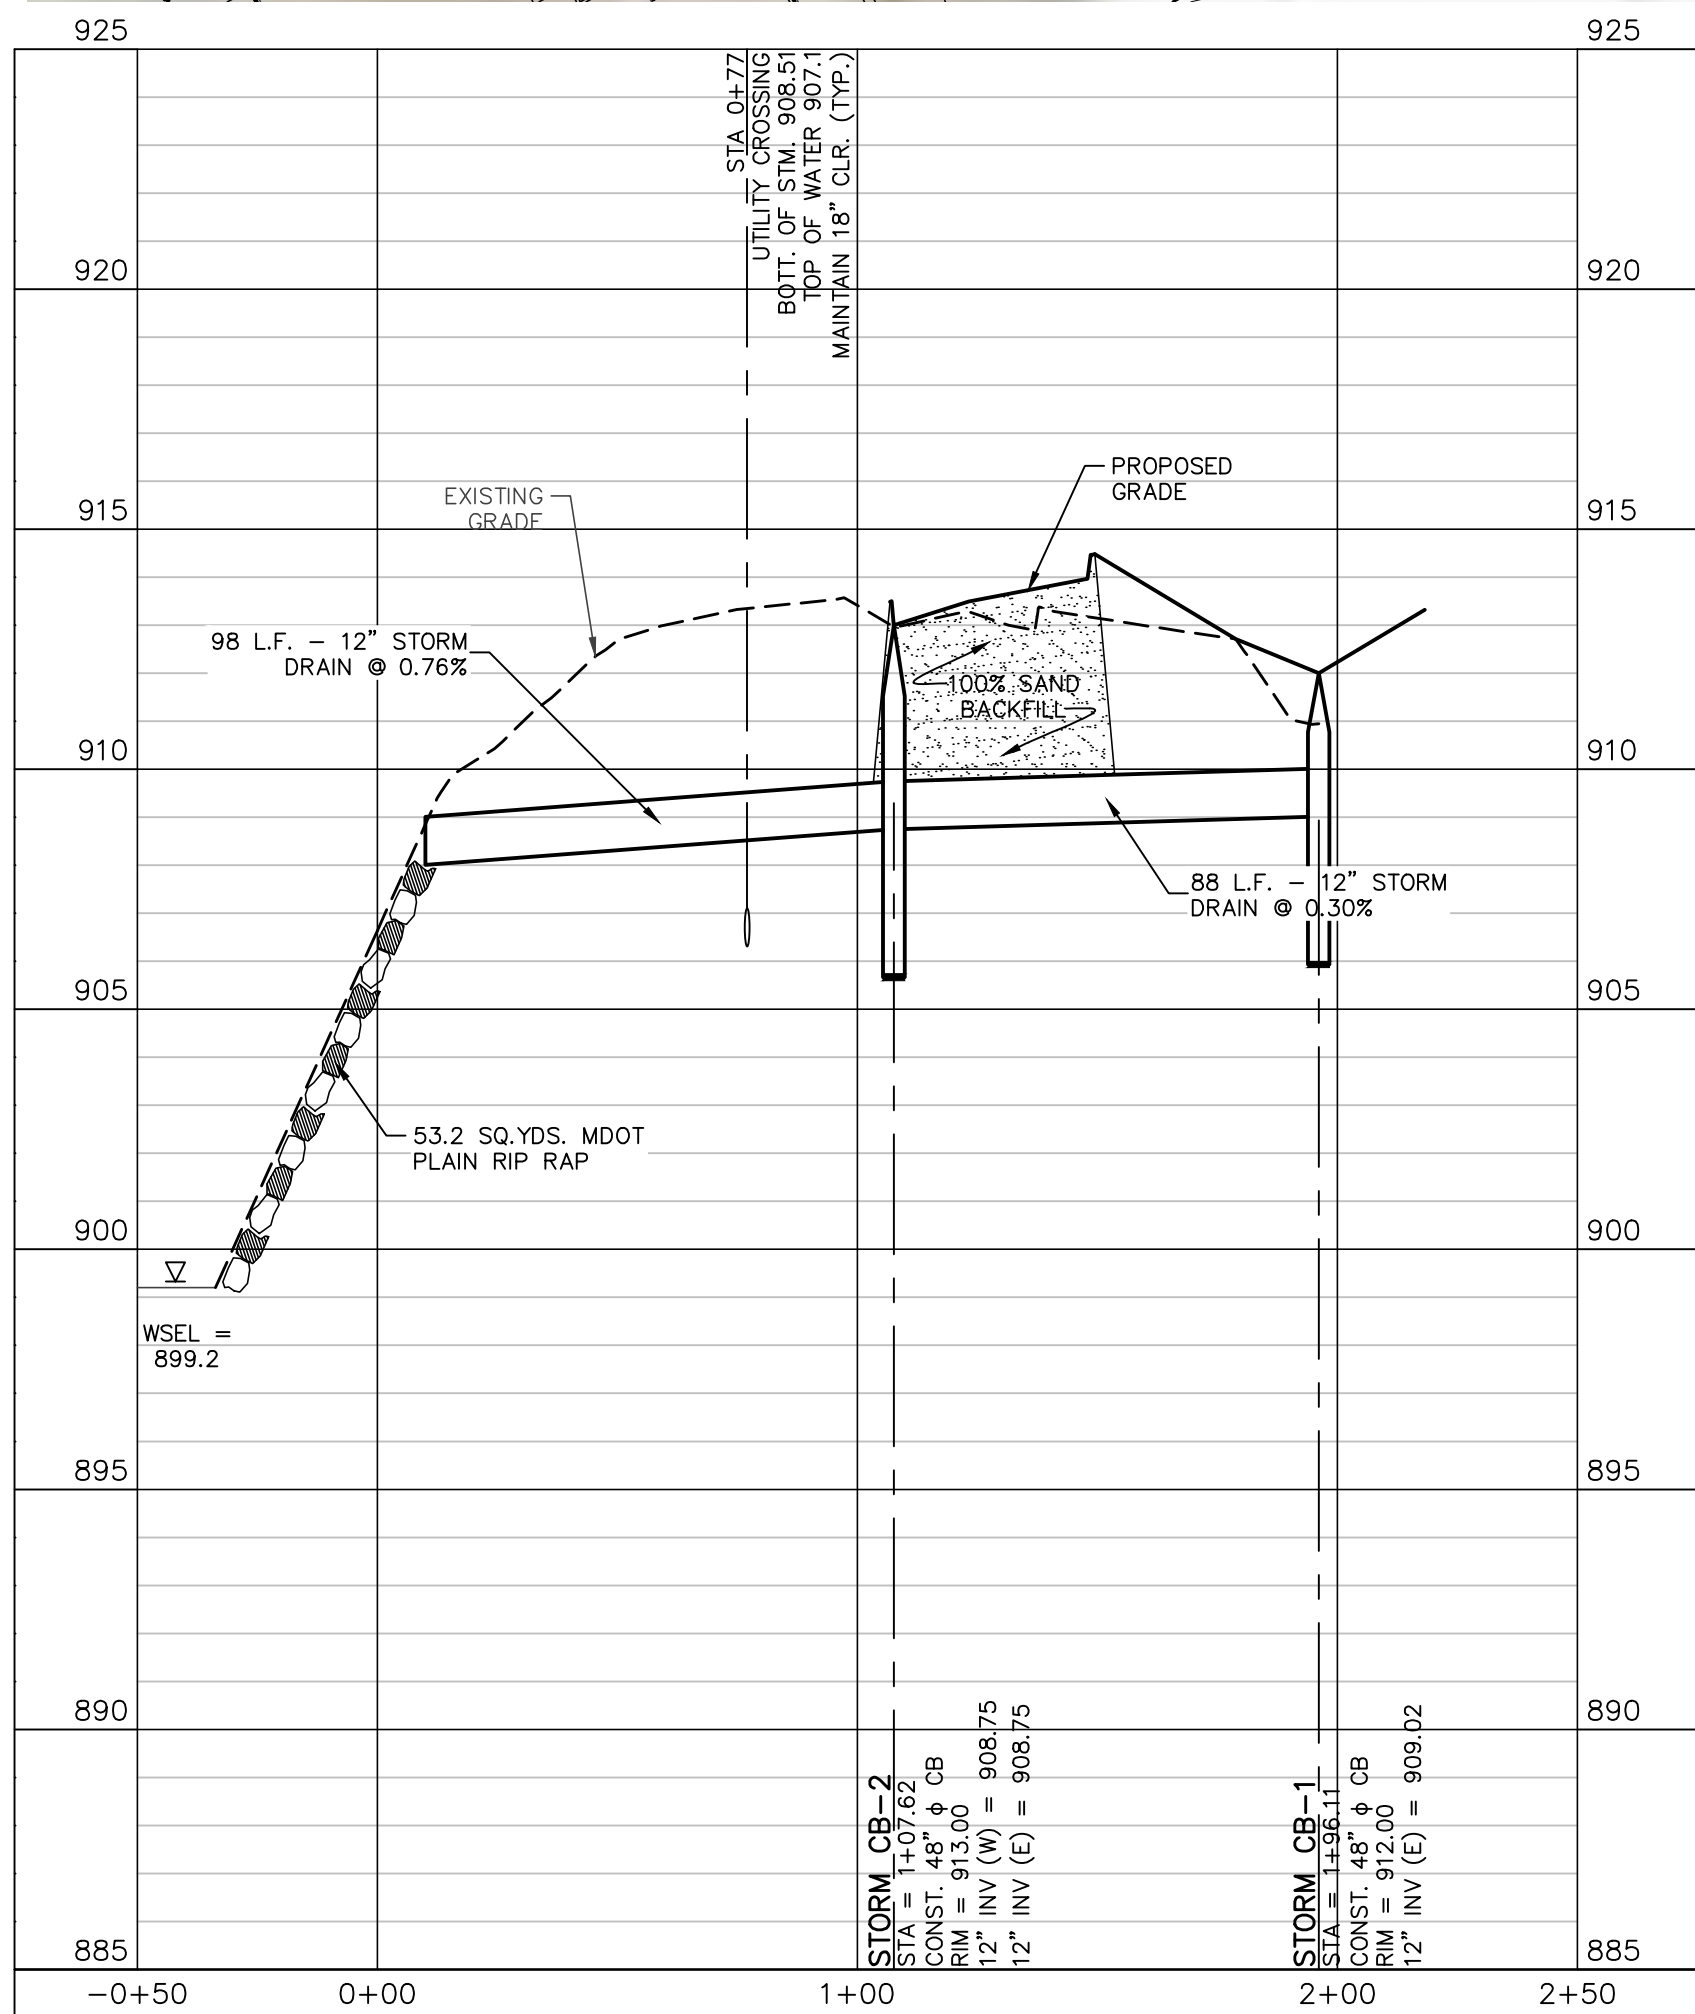 925
925
STA 0+77
UTILITY CROSSING
BOTT. OF STM. 908.51
TOP OF WATER 907.1
MAINTAIN 18" CLR. (TYP.)
920
920
PROPOSED
GRADE
EXISTING
GRADE
915
915
98 L.F. - 12" STORM
DRAIN @ 0.76%
100% SAND
BACKFILL
910
910
88 L.F. - 12" STORM
DRAIN @ 0.30%
905
905
53.2 SQ.YDS. MDOT
PLAIN RIP RAP
900
900
WSEL =
899.2
895
895
890
890
STORM CB-2
STA = 1+07.62
CONST. 48" ϕ CB
RIM = 913.00
12" INV (W) = 908.75
12" INV (E) = 908.75
STORM CB-1
STA = 1+96.11
CONST. 48" ϕ CB
RIM = 912.00
12" INV (E) = 909.02
885
885
-0+50
0+00
1+00
2+00
2+50